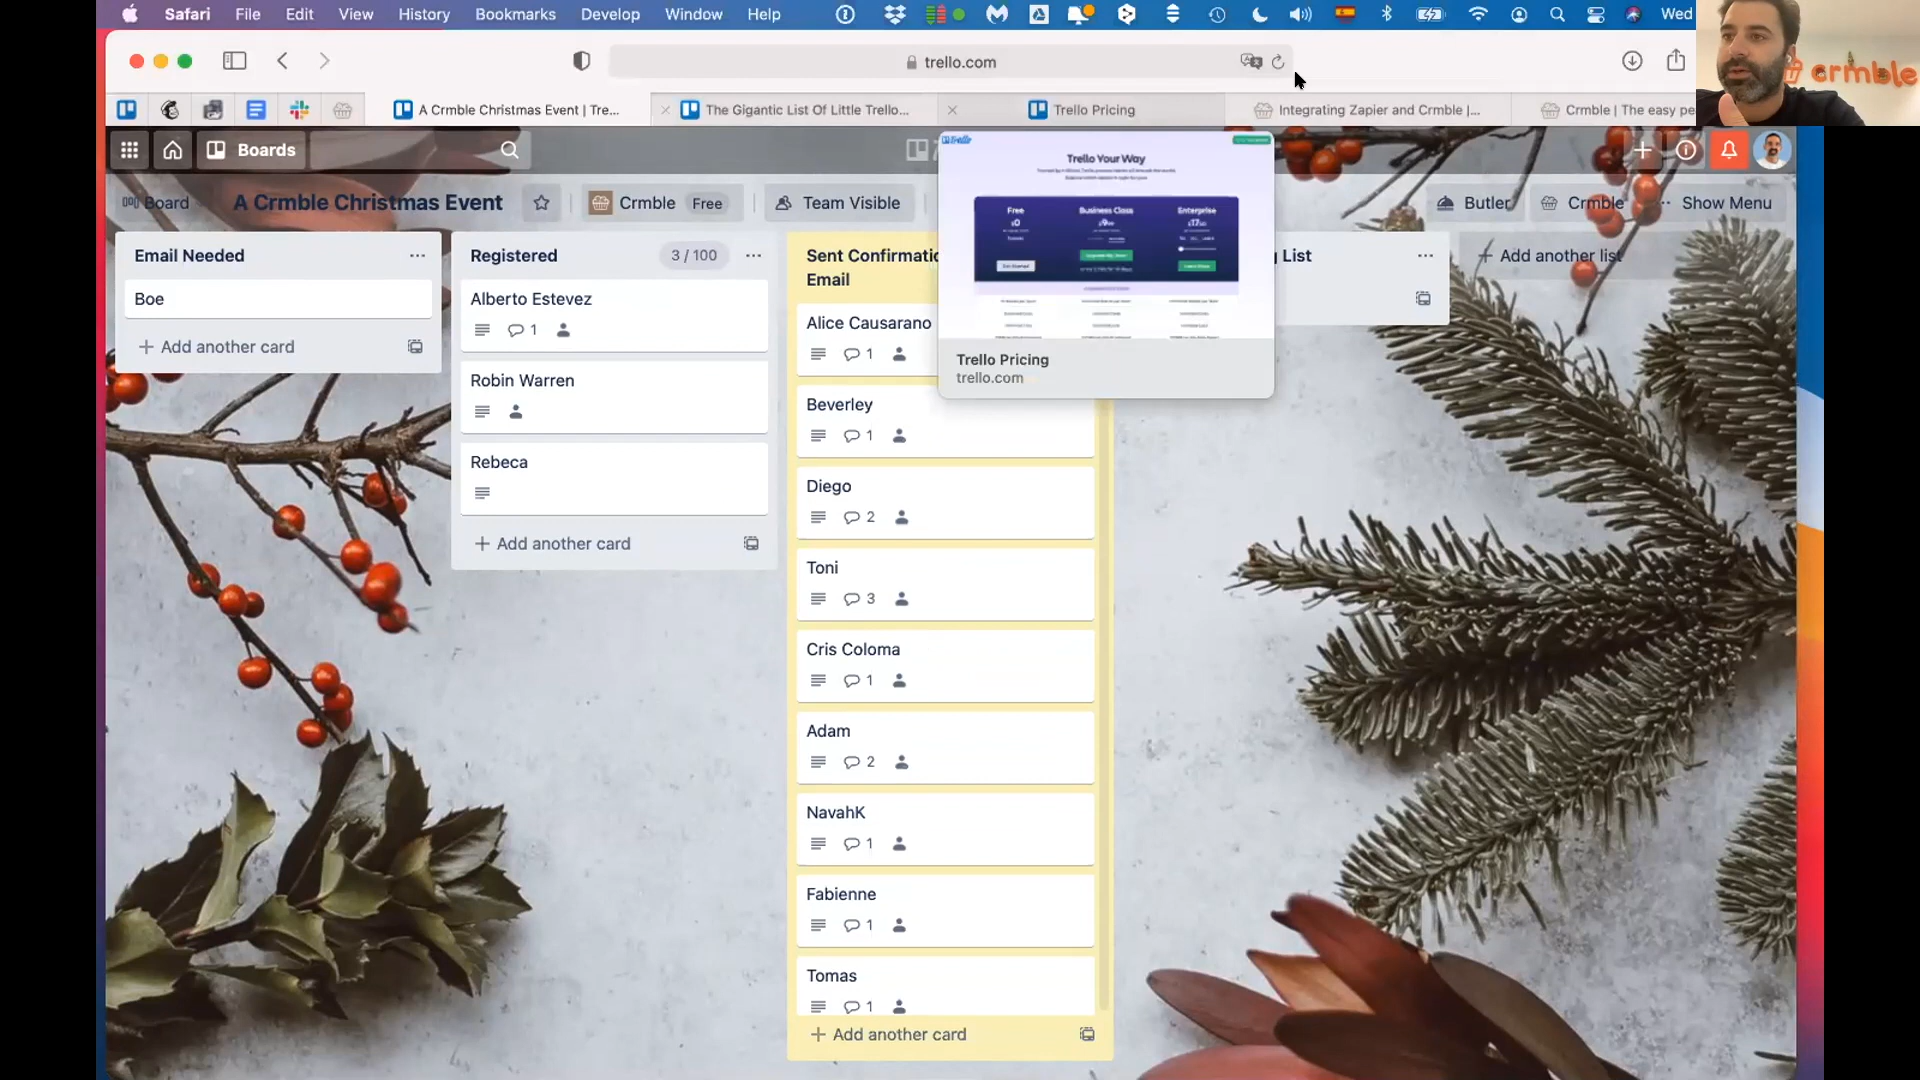 Safari File Edit View History Bookmarks Develop Window Help Wed
trello.com
crmble
A Crmble Christmas Event | Tre...
The Gigantic List Of Little Trello...
Trello Pricing
Integrating Zapier and Crmble |...
Crmble | The easy pe
Boards
Board
A Crmble Christmas Event
Crmble Free
Team Visible
Butler
Crmble
Show Menu
Trello
Trello Your Way
Free
$0
Business Class
Enterprise
Trello Pricing
trello.com
Email Needed
Boe
+ Add another card
Registered
3 / 100
Alberto Estevez
1
Robin Warren
Rebeca
+ Add another card
Sent Confirmatio
Email
Alice Causarano
1
Beverley
1
Diego
2
Toni
3
Cris Coloma
1
Adam
2
NavahK
1
Fabienne
1
Tomas
1
+ Add another card
List
+ Add another list